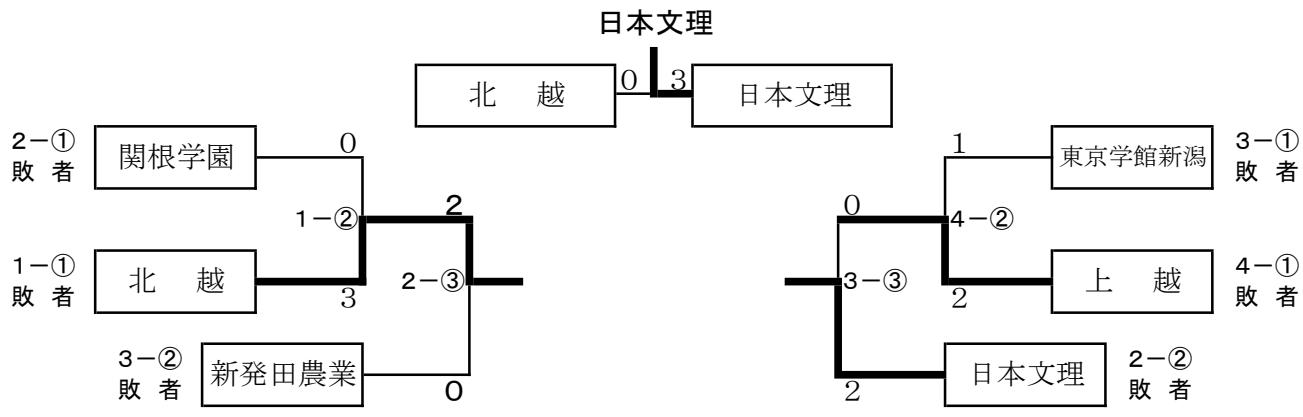 日本文理
北　越 0 3 日本文理
2－① 敗 者 関根学園 0
1 東京学館新潟 3－① 敗 者
1－② 2
0 4－②
1－① 敗 者 北　越 3 2－③
3－③ 2 上　越 4－① 敗 者
3－② 敗 者 新発田農業 0
2 日本文理 2－② 敗 者